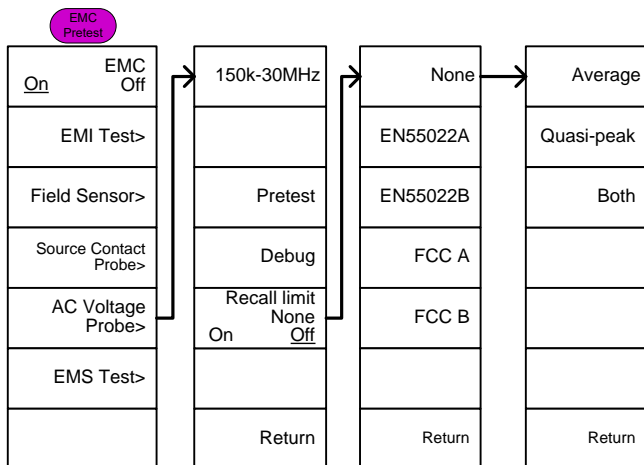 EMC
Pretest
EMC
On Off
EMI Test>
Field Sensor>
Source Contact
Probe>
AC Voltage
Probe>
EMS Test>
150k-30MHz
Pretest
Debug
Recall limit
None
On Off
Return
None
EN55022A
EN55022B
FCC A
FCC B
Return
Average
Quasi-peak
Both
Return